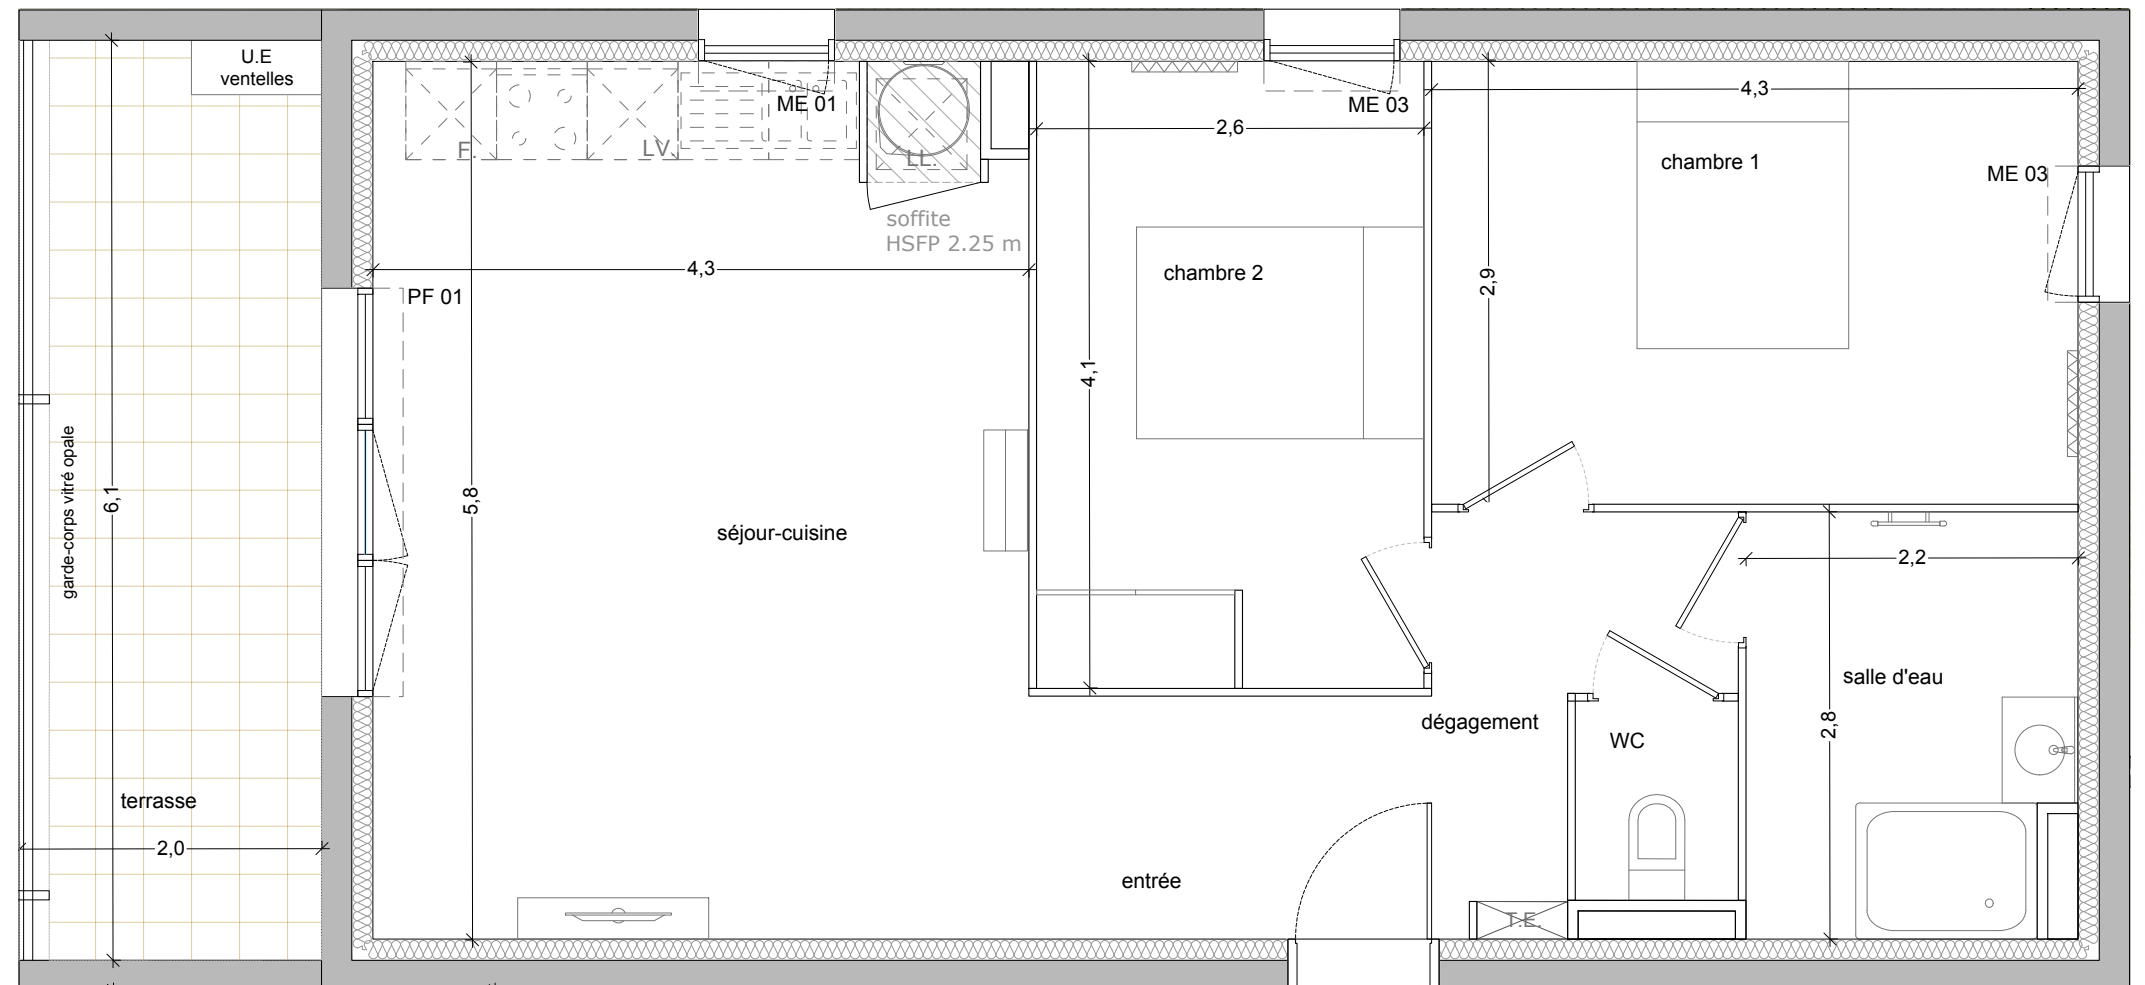 U.E
ventelles
ME 01
ME 03
4,3
2,6
chambre 1
F.
LV.
LL.
ME 03
soffite
HSFP 2.25 m
4,3
chambre 2
2,9
PF 01
4,1
garde-corps vitré opale
6,1
5,8
séjour-cuisine
2,2
salle d'eau
dégagement
WC
2,8
terrasse
2,0
entrée
T.E.